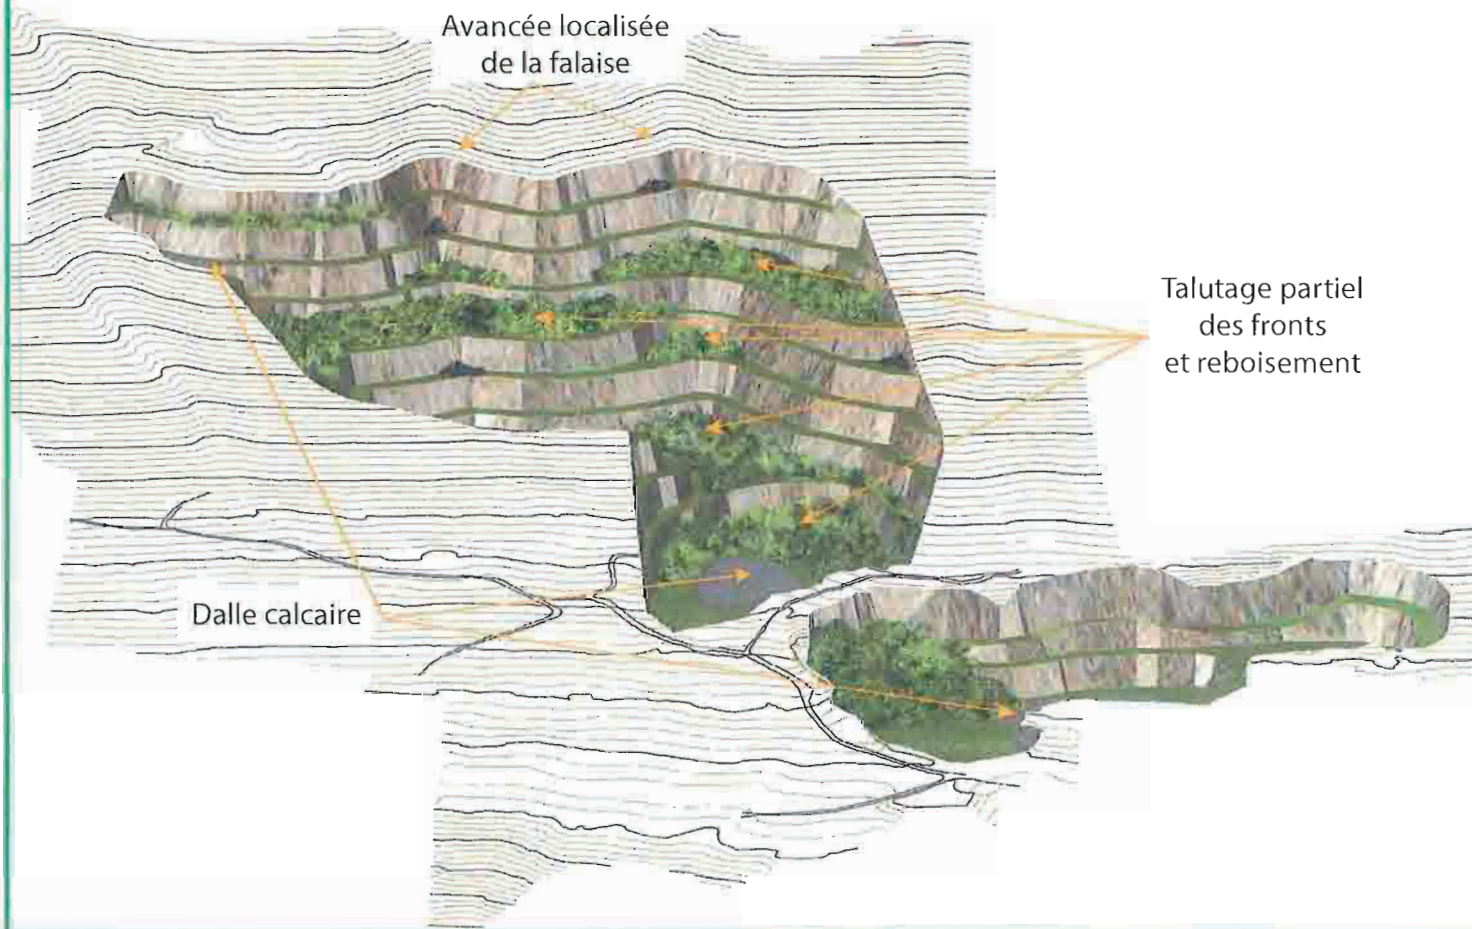 Avancée localisée
de la falaise
Talutage partiel
des fronts
et reboisement
Dalle calcaire